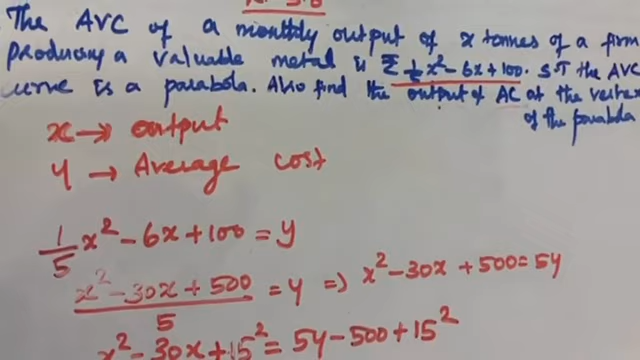 The AVC of a monthly output of x tonnes of a firm
producing a valuable metal is ₹ 1/5 x² - 6x + 100. S.T the AVC
curve is a parabola. Also find the output & AC at the vertex
of the parabola
x → output
y → Average cost
1/5 x² - 6x + 100 = y
x² - 30x + 500 / 5 = y ⇒ x² - 30x + 500 = 5y
x² - 30x + 15² = 5y - 500 + 15²